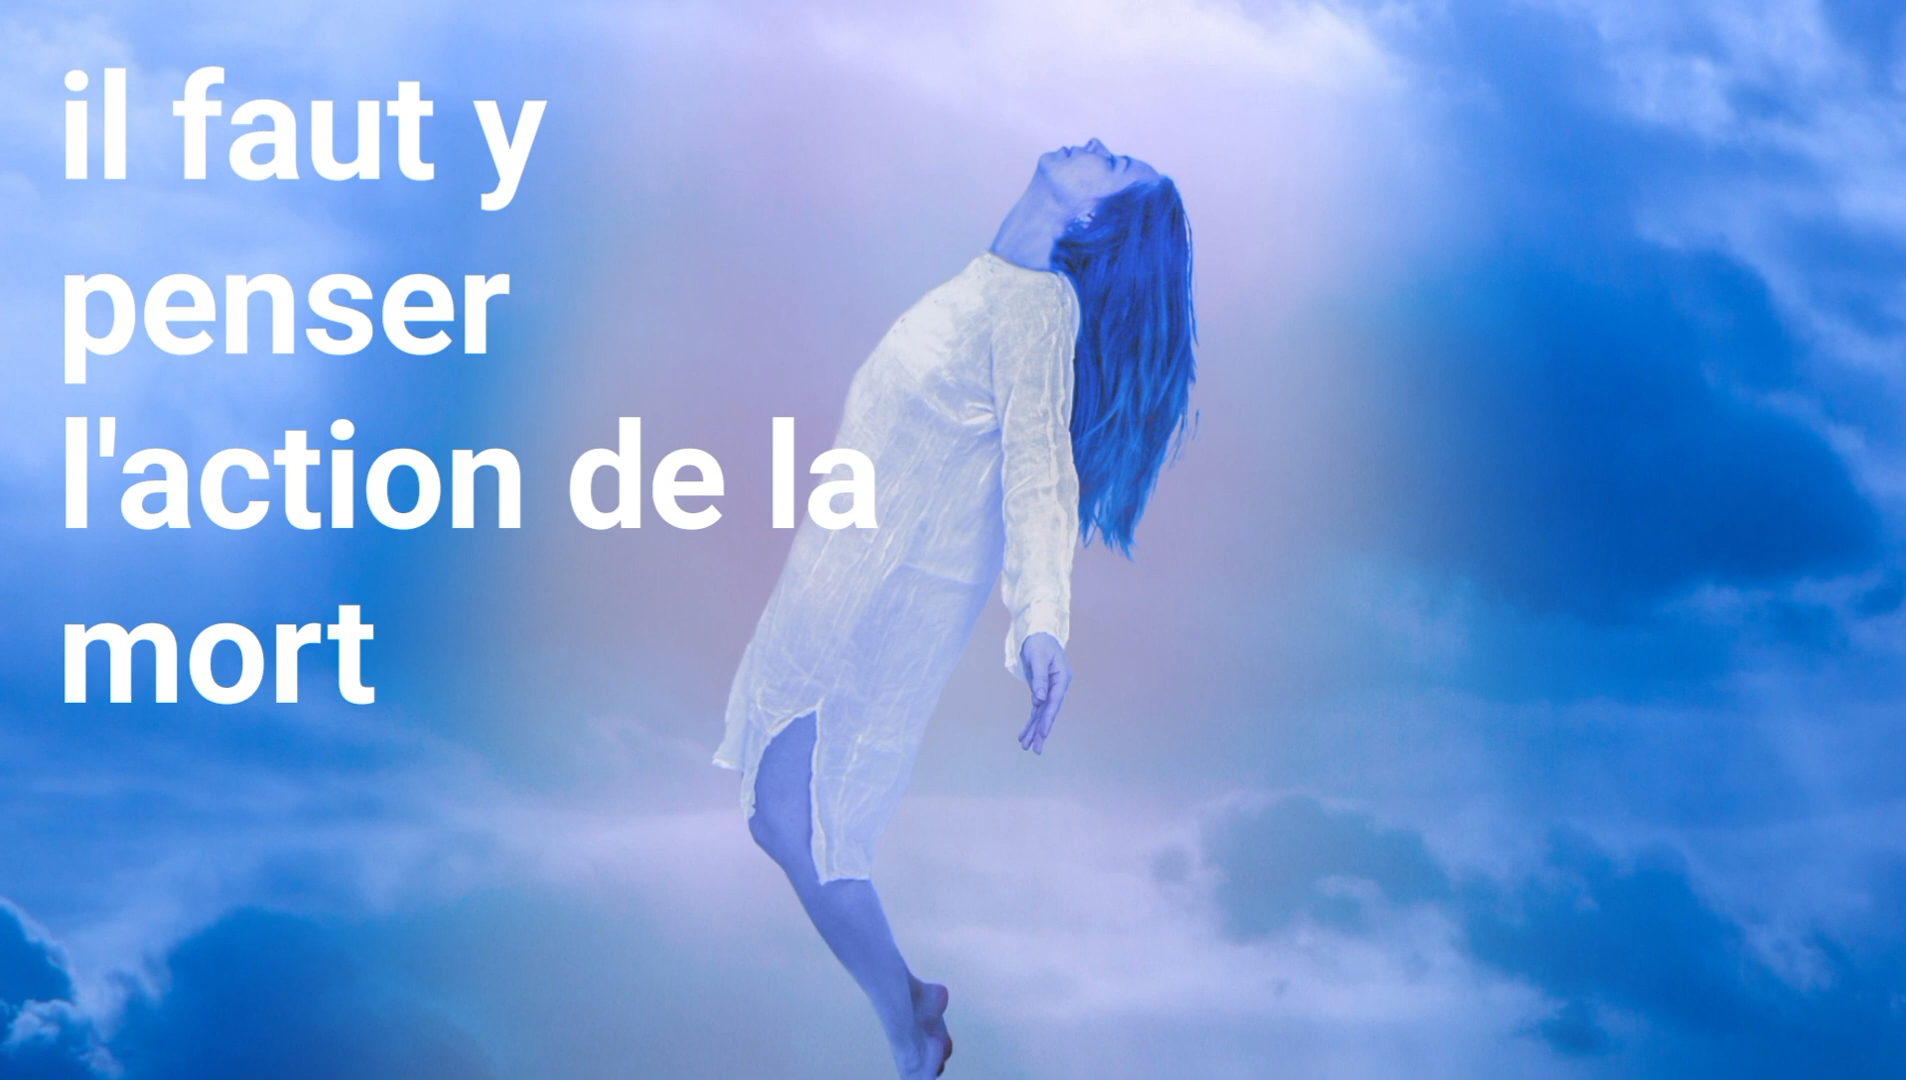 il faut y
penser
l'action de la
mort